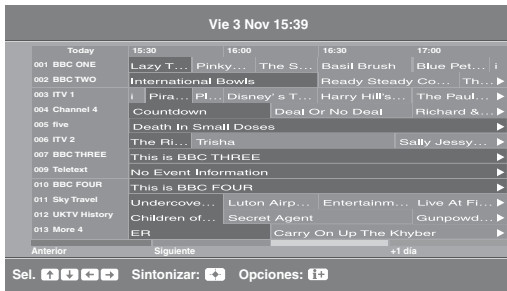 Vie 3 Nov 15:39
Today 15:30 16:00 16:30 17:00
001 BBC ONE Lazy T... Pinky... The S... Basil Brush Blue Pet... i
002 BBC TWO International Bowls Ready Steady Co... Th...
003 ITV 1 i Pira... Pl... Disney's T... Harry Hill's... The Paul...
004 Channel 4 Countdown Deal Or No Deal Richard &...
005 five Death In Small Doses
006 ITV 2 The Ri... Trisha Sally Jessy...
007 BBC THREE This is BBC THREE
009 Teletext No Event Information
010 BBC FOUR This is BBC FOUR
011 Sky Travel Undercove... Luton Airp... Entertainm... Live At Fi...
012 UKTV History Children of... Secret Agent Gunpowd...
013 More 4 ER Carry On Up The Khyber
Anterior Siguiente +1 día
Sel. Sintonizar: Opciones: i+